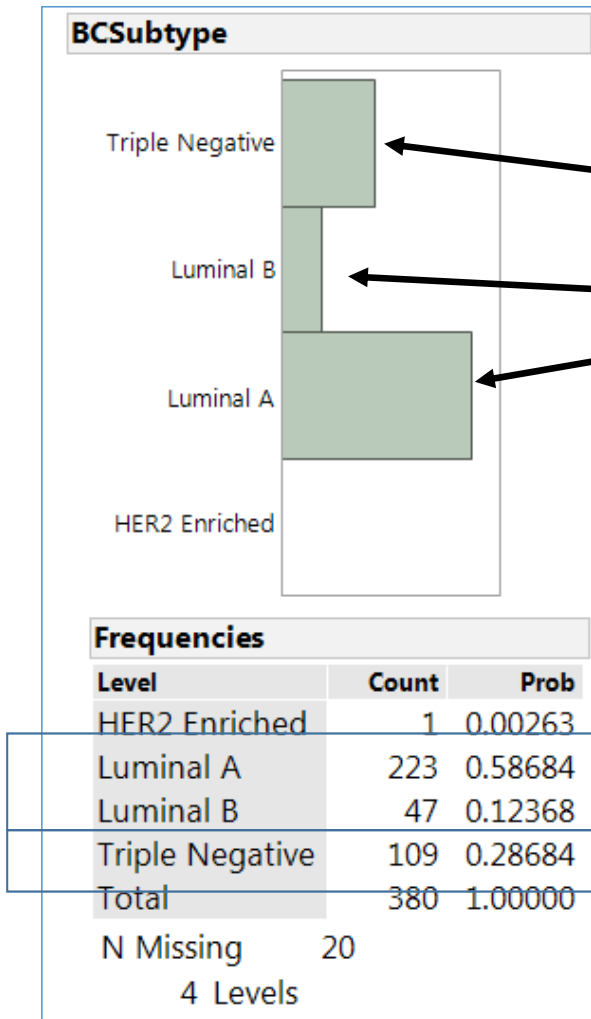 BCSubtype
Triple Negative
Luminal B
Luminal A
HER2 Enriched
Frequencies
Level Count Prob
HER2 Enriched 1 0.00263
Luminal A 223 0.58684
Luminal B 47 0.12368
Triple Negative 109 0.28684
Total 380 1.00000
N Missing 20
4 Levels